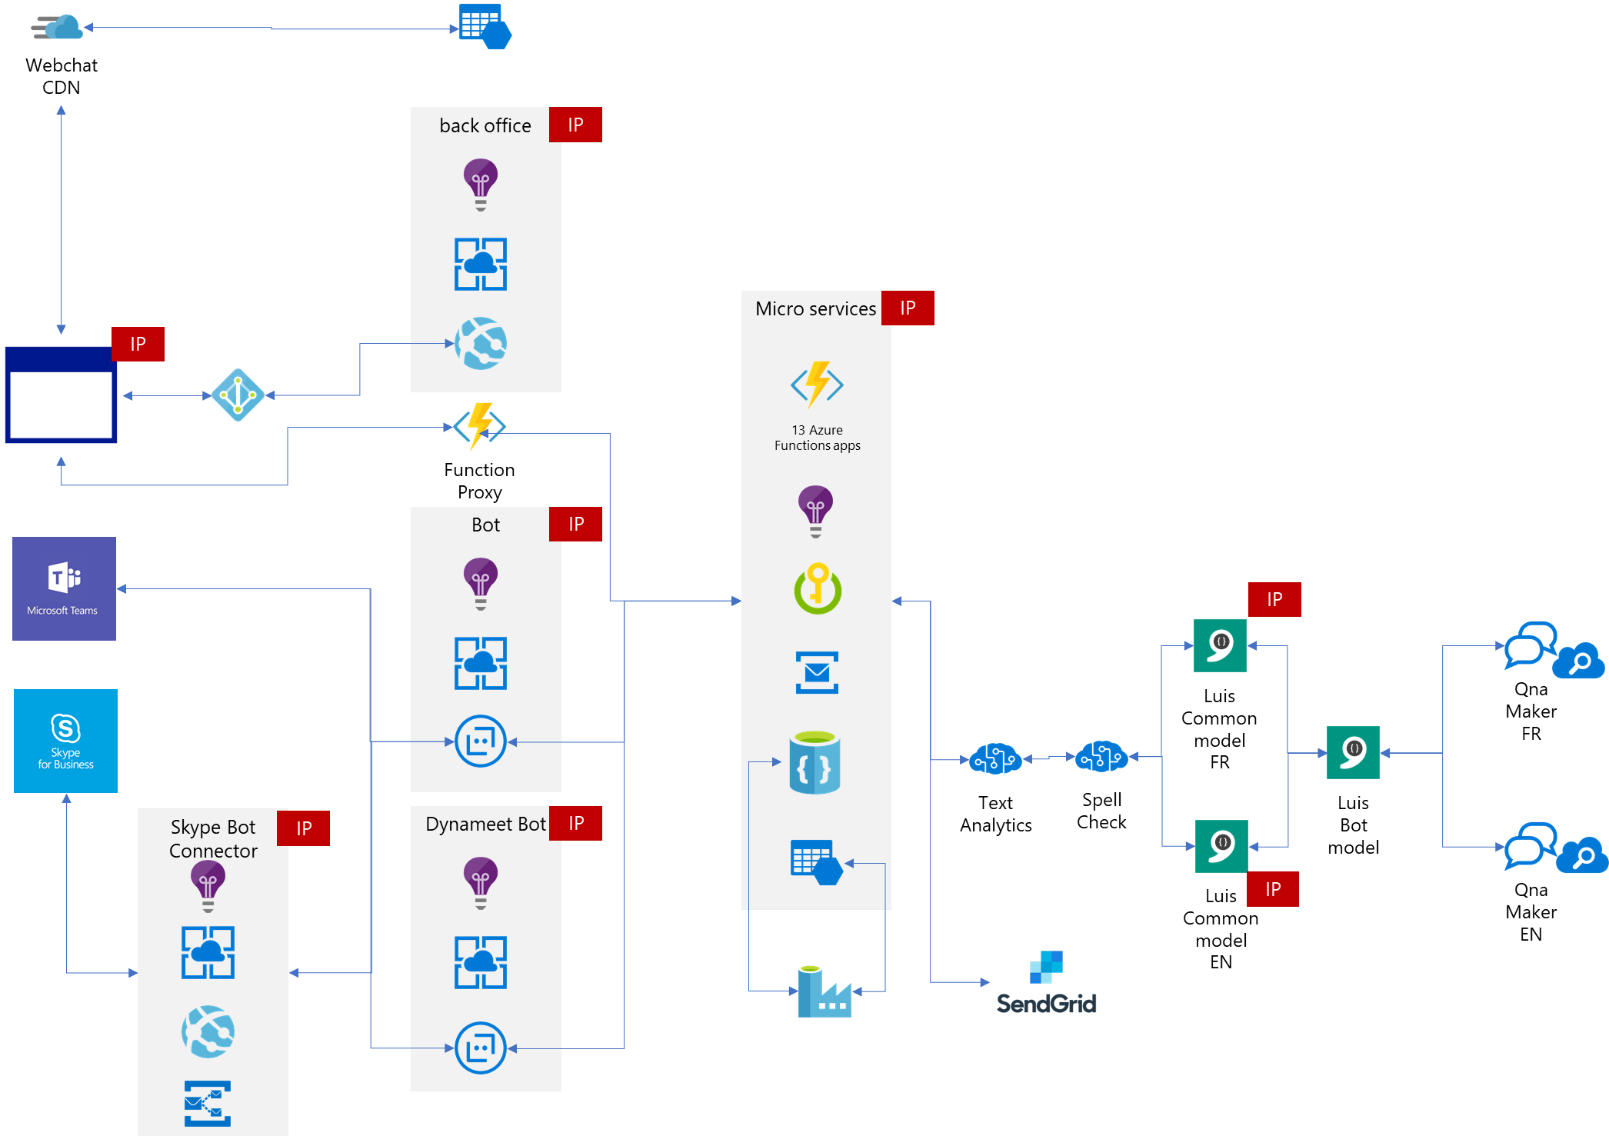 Webchat
CDN
back office
IP
IP
Function
Proxy
Micro services
IP
13 Azure
Functions apps
Bot
IP
T
Microsoft Teams
S
Skype
for Business
Skype Bot
Connector
IP
Dynameet Bot
IP
Text
Analytics
Spell
Check
IP
Luis
Common
model
FR
IP
Luis
Common
model
EN
Luis
Bot
model
Qna
Maker
FR
Qna
Maker
EN
SendGrid